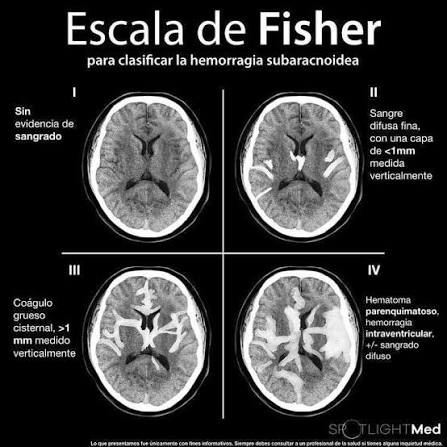 Escala de Fisher
para clasificar la hemorragia subaracnoidea
I
Sin
evidencia de
sangrado
II
Sangre
difusa fina,
con una capa
de <1mm
medida
verticalmente
III
Coágulo
grueso
cisternal, >1
mm medido
verticalmente
IV
Hematoma
parenquimatoso,
hemorragia
intraventricular,
+/- sangrado
difuso
SPOTLIGHTMed
Lo que presentamos fue únicamente con fines informativos. Siempre debes consultar a un profesional de la salud si tienes alguna inquietud médica.